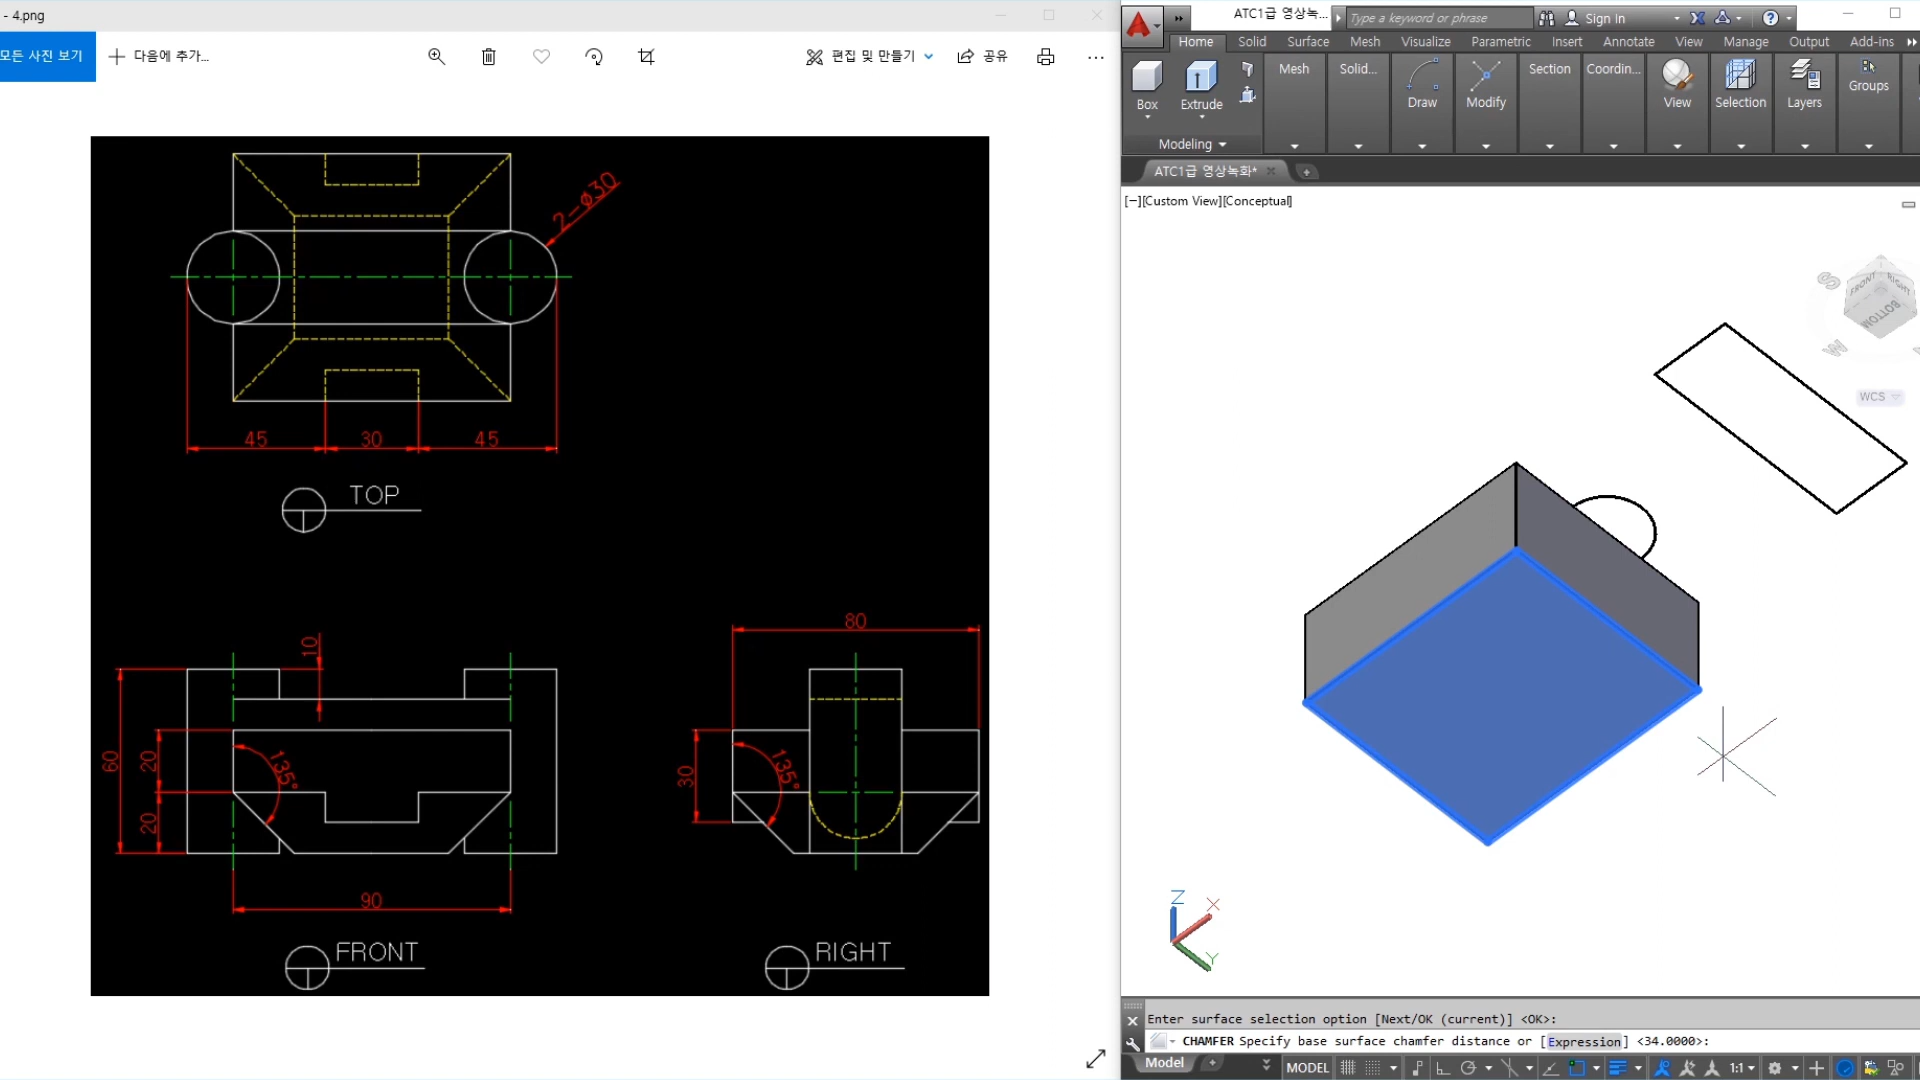 - 4.png
모든 사진 보기
다음에 추가...
편집 및 만들기
공유
2-ø30
45
30
45
TOP
10
60
20
20
135°
90
FRONT
80
30
135°
RIGHT
ATC1급 영상녹...
Type a keyword or phrase
Sign In
Home Solid Surface Mesh Visualize Parametric Insert Annotate View Manage Output Add-ins
Box
Extrude
Mesh
Solid...
Draw
Modify
Section
Coordin...
View
Selection
Layers
Groups
Modeling
ATC1급 영상녹화*
[−][Custom View][Conceptual]
S
FRONT
RIGHT
BOTTOM
W
WCS
Z
X
Y
Enter surface selection option [Next/OK (current)] <OK>:
CHAMFER Specify base surface chamfer distance or [Expression] <34.0000>:
Model
MODEL
1:1